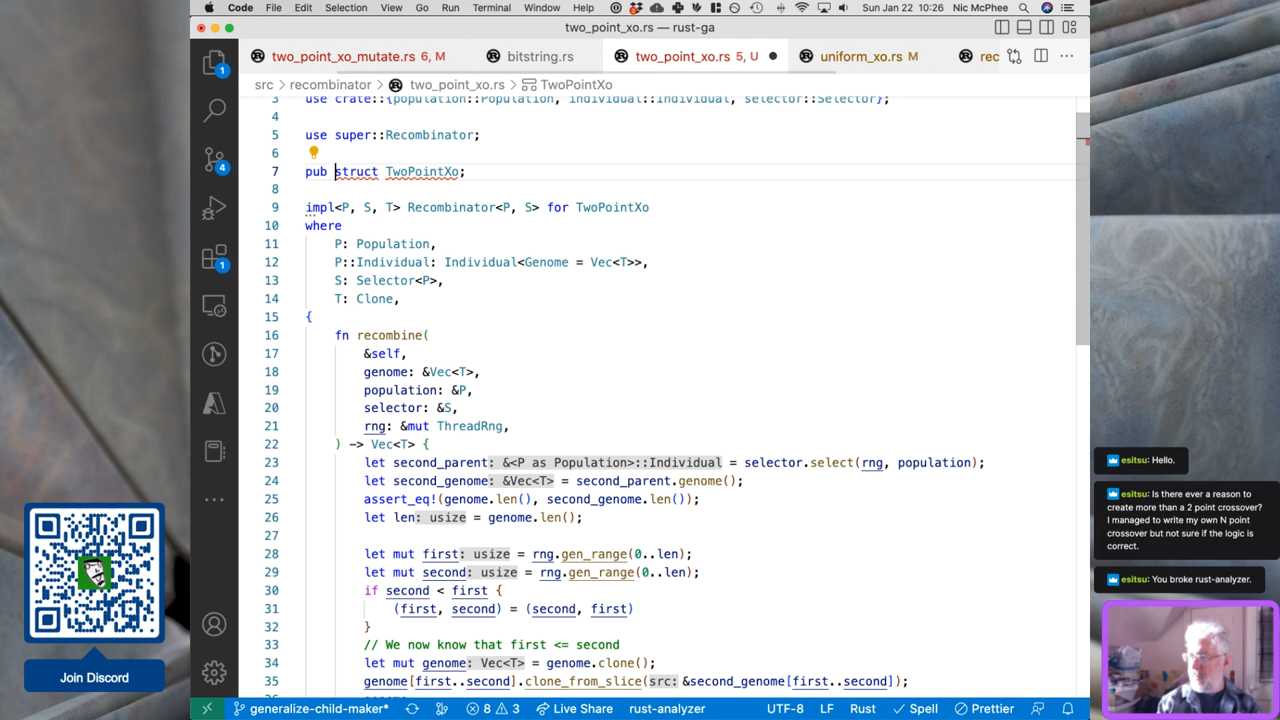 Code File Edit Selection View Go Run Terminal Window Help Sun Jan 22 10:26 Nic McPhee
two_point_xo.rs — rust-ga
two_point_xo_mutate.rs 6, M bitstring.rs two_point_xo.rs 5, U uniform_xo.rs M rec
src > recombinator > two_point_xo.rs > TwoPointXo
3 use crate::{population::Population, individual::Individual, selector::Selector};
4
5 use super::Recombinator;
6
7 pub struct TwoPointXo;
8
9 impl<P, S, T> Recombinator<P, S> for TwoPointXo
10 where
11 P: Population,
12 P::Individual: Individual<Genome = Vec<T>>,
13 S: Selector<P>,
14 T: Clone,
15 {
16 fn recombine(
17 &self,
18 genome: &Vec<T>,
19 population: &P,
20 selector: &S,
21 rng: &mut ThreadRng,
22 ) -> Vec<T> {
23 let second_parent: &<P as Population>::Individual = selector.select(rng, population);
24 let second_genome: &Vec<T> = second_parent.genome();
25 assert_eq!(genome.len(), second_genome.len());
26 let len: usize = genome.len();
27
28 let mut first: usize = rng.gen_range(0..len);
29 let mut second: usize = rng.gen_range(0..len);
30 if second < first {
31 (first, second) = (second, first)
32 }
33 // We now know that first <= second
34 let mut genome: Vec<T> = genome.clone();
35 genome[first..second].clone_from_slice(src: &second_genome[first..second]);
1
4
1
esitsu: Hello.
esitsu: Is there ever a reason to
create more than a 2 point crossover?
I managed to write my own N point
crossover but not sure if the logic is
correct.
esitsu: You broke rust-analyzer.
Join Discord
generalize-child-maker* 8 3 Live Share rust-analyzer UTF-8 LF Rust Spell Prettier